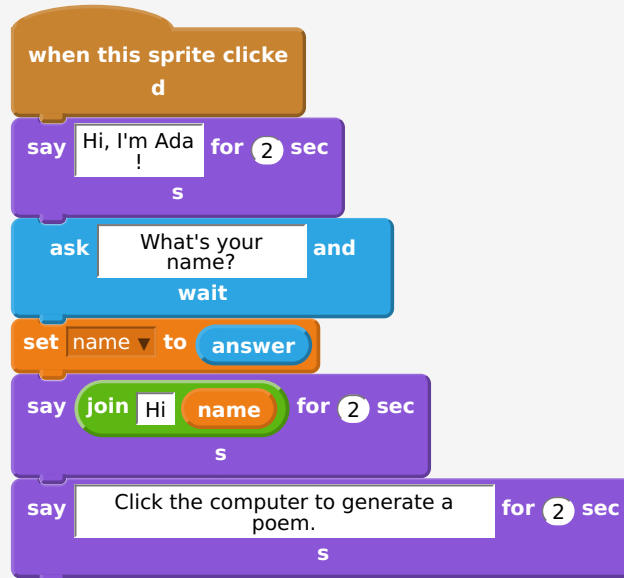 when this sprite clicke
d
say Hi, I'm Ada
! for 2 sec
s
ask What's your
name? and
wait
set name ▼ to answer
say join Hi name for 2 sec
s
say Click the computer to generate a
poem. for 2 sec
s